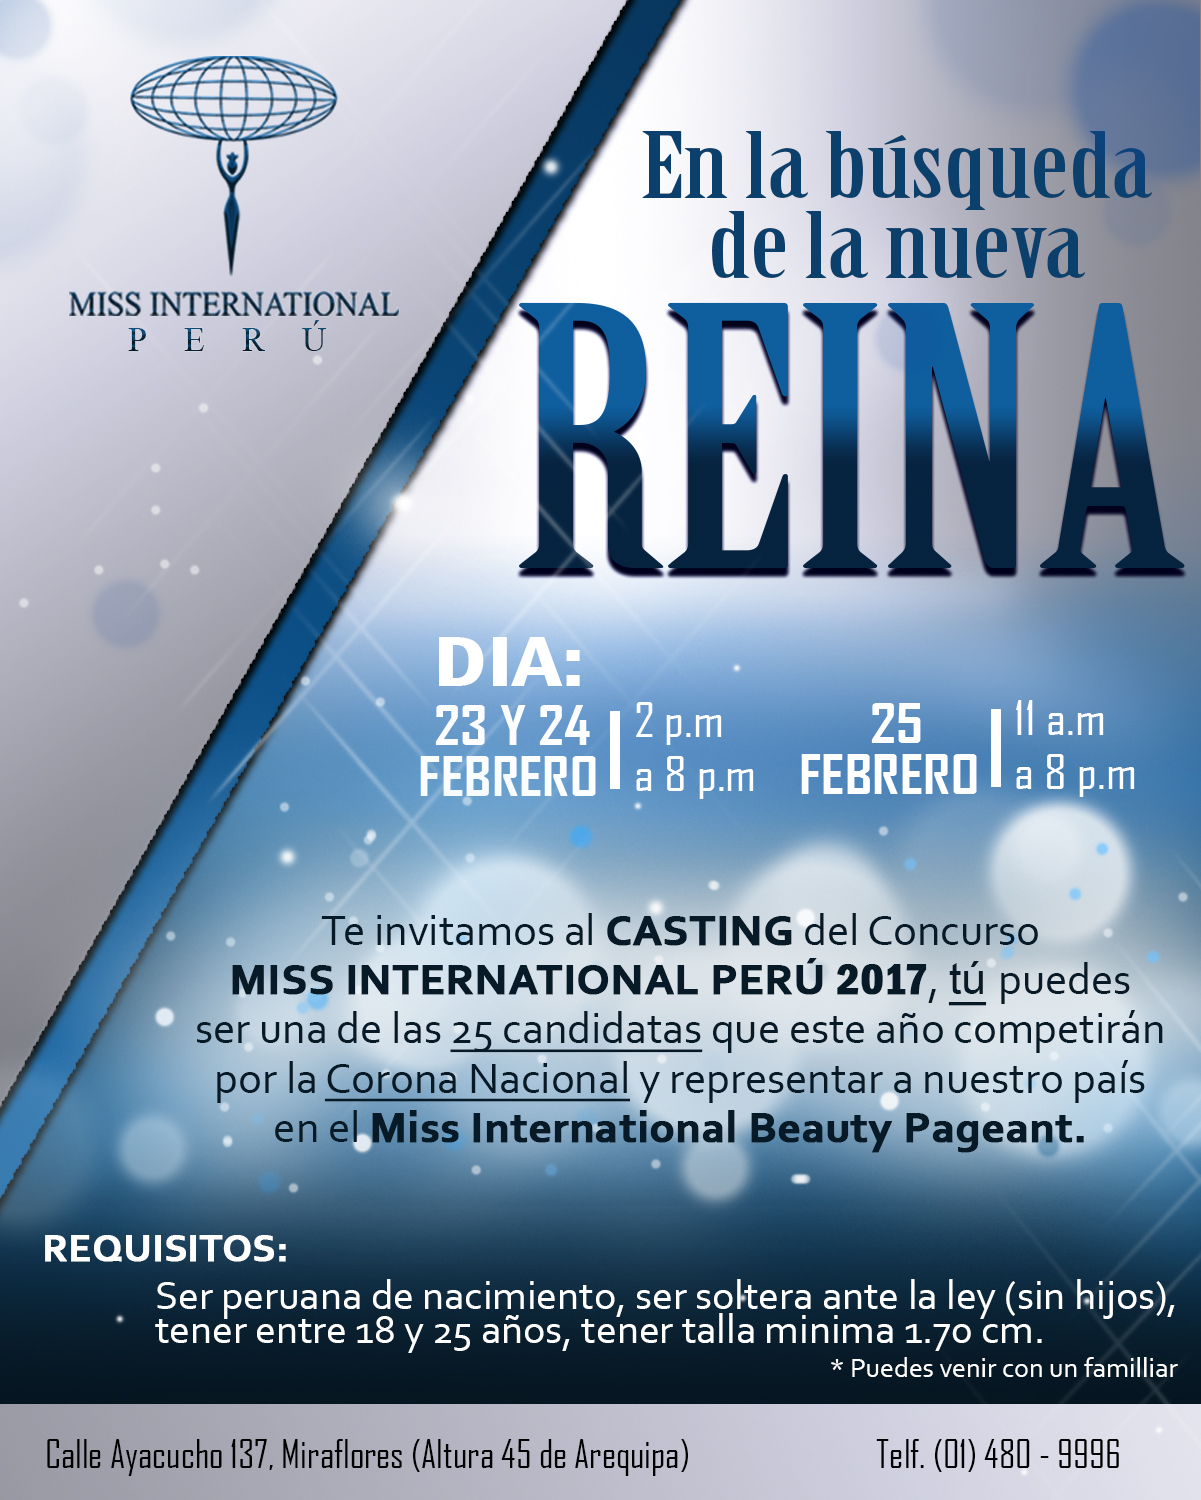 MISS INTERNATIONAL
PERÚ
En la búsqueda
de la nueva
REINA
DIA:
23 Y 24
FEBRERO
2 p.m
a 8 p.m
25
FEBRERO
11 a.m
a 8 p.m
Te invitamos al CASTING del Concurso
MISS INTERNATIONAL PERÚ 2017, tú puedes
ser una de las 25 candidatas que este año competirán
por la Corona Nacional y representar a nuestro país
en el Miss International Beauty Pageant.
REQUISITOS:
Ser peruana de nacimiento, ser soltera ante la ley (sin hijos),
tener entre 18 y 25 años, tener talla minima 1.70 cm.
* Puedes venir con un familliar
Calle Ayacucho 137, Miraflores (Altura 45 de Arequipa)
Telf. (01) 480 - 9996